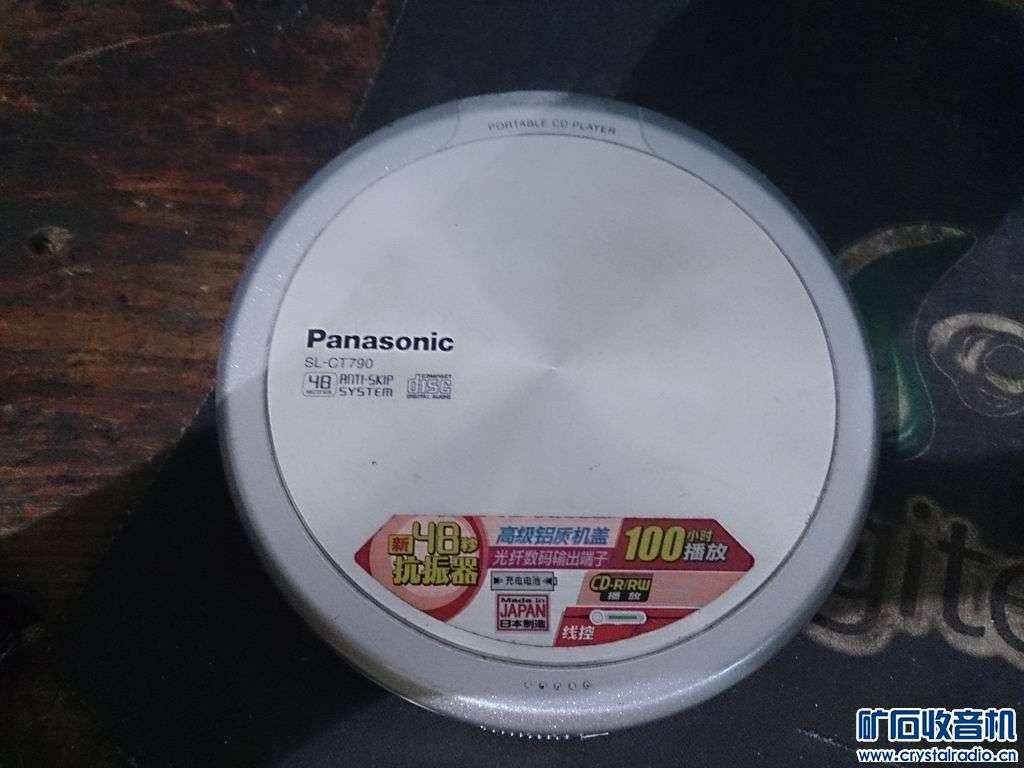 PORTABLE CD PLAYER
Panasonic
SL-CT790
48 ANTI-SKIP
SYSTEM
COMPACT
disc
DIGITAL AUDIO
新48秒
抗振器
高级铝质机盖
光纤数码输出端子
100小时
播放
充电电池
CD-R/RW
播放
Made in
JAPAN
日本制造
线控
gite
矿石收音机
www.crystalradio.cn